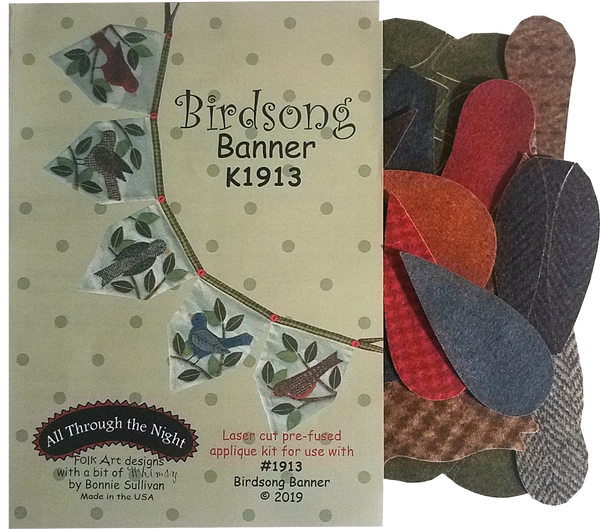 Birdsong
Banner
K1913
All Through the Night
Folk Art designs
with a bit of Whimsy
by Bonnie Sullivan
Made in the USA
Laser cut pre-fused
applique kit for use with
#1913
Birdsong Banner
© 2019